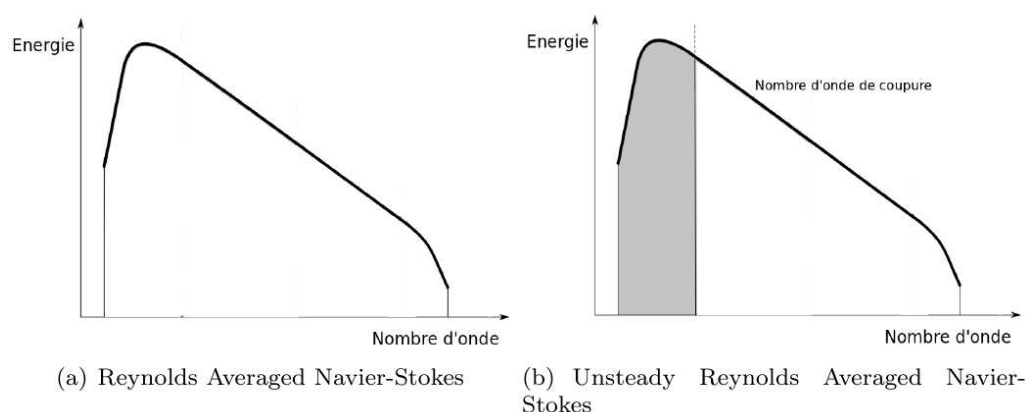 Energie
Nombre d'onde
(a) Reynolds Averaged Navier-Stokes
Energie
Nombre d'onde de coupure
Nombre d'onde
(b) Unsteady Reynolds Averaged Navier-
Stokes